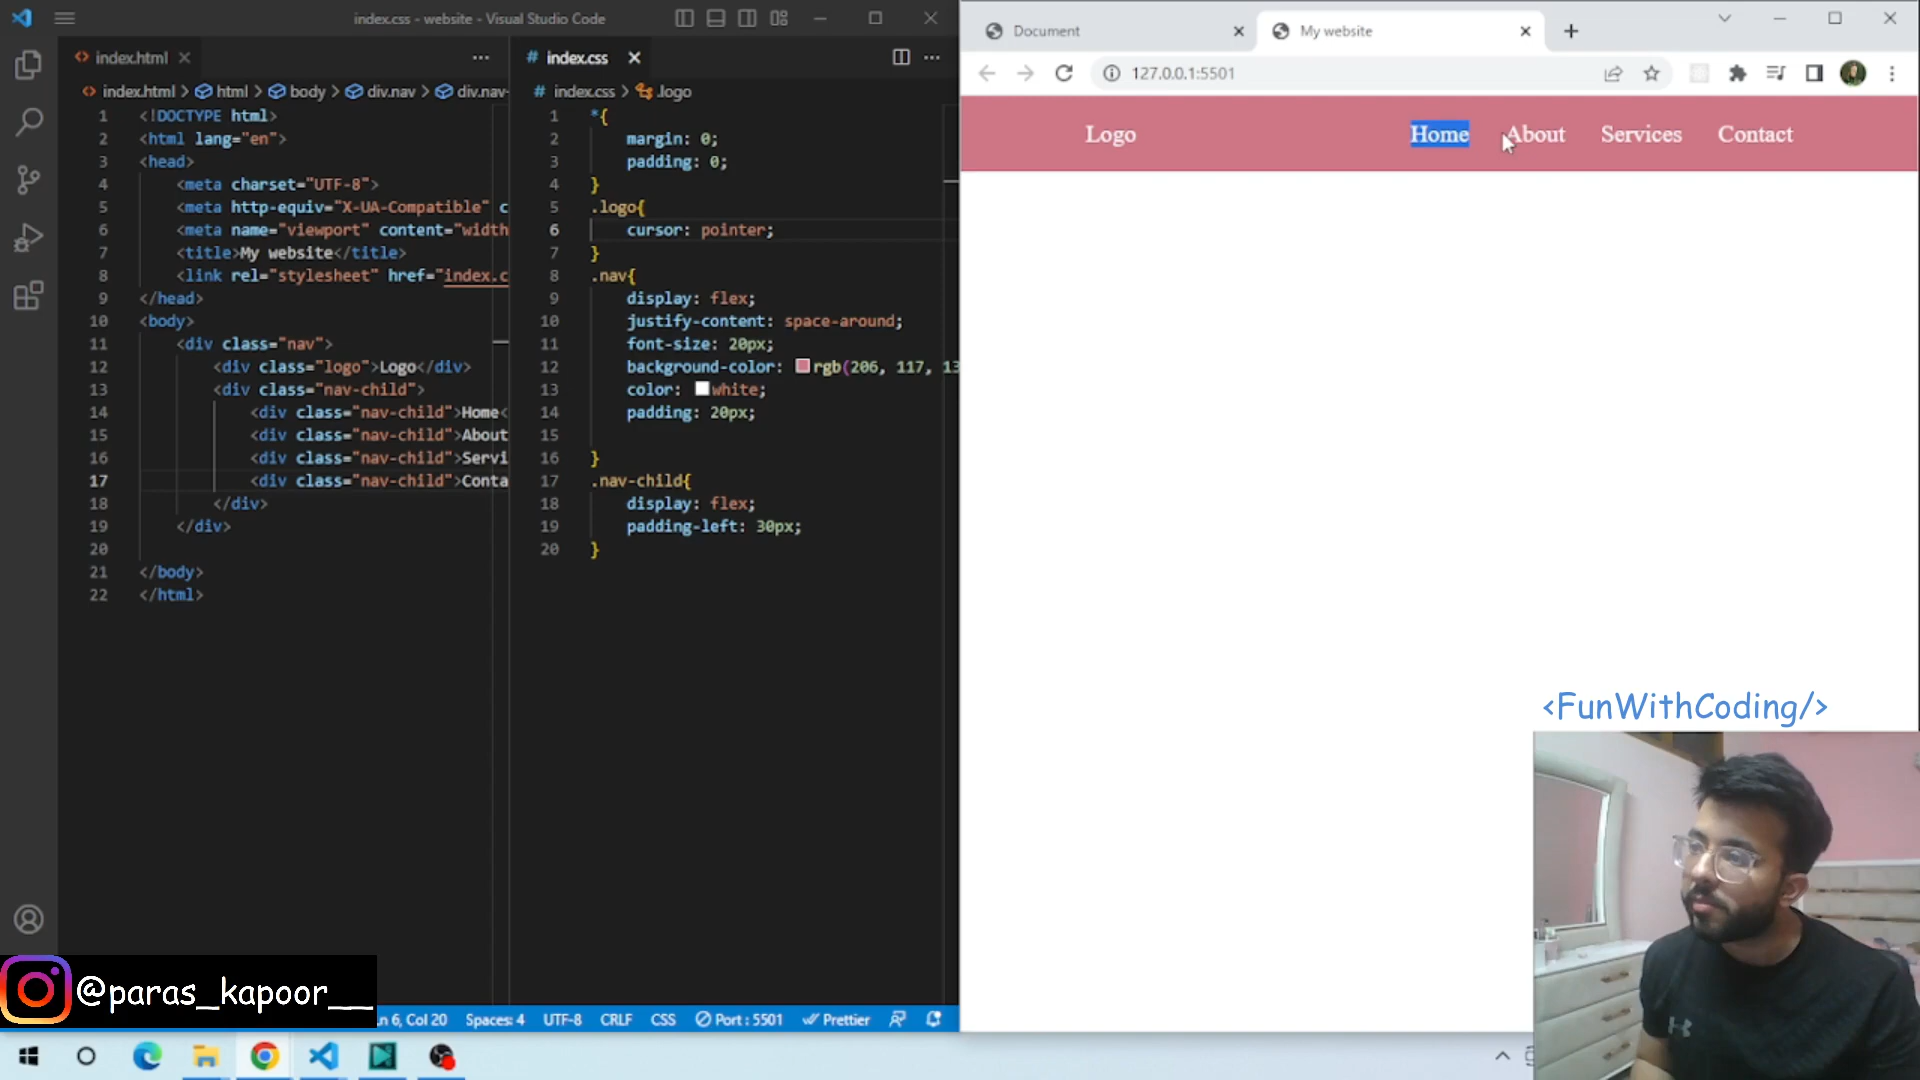 index.css - website - Visual Studio Code
index.html
index.html > html > body > div.nav > div.nav-
1 <!DOCTYPE html>
2 <html lang="en">
3 <head>
4 <meta charset="UTF-8">
5 <meta http-equiv="X-UA-Compatible" c
6 <meta name="viewport" content="width
7 <title>My website</title>
8 <link rel="stylesheet" href="index.c
9 </head>
10 <body>
11 <div class="nav">
12 <div class="logo">Logo</div>
13 <div class="nav-child">
14 <div class="nav-child">Home<
15 <div class="nav-child">About
16 <div class="nav-child">Servi
17 <div class="nav-child">Conta
18 </div>
19 </div>
20
21 </body>
22 </html>
# index.css
# index.css > .logo
1 *{
2 margin: 0;
3 padding: 0;
4 }
5 .logo{
6 cursor: pointer;
7 }
8 .nav{
9 display: flex;
10 justify-content: space-around;
11 font-size: 20px;
12 background-color: rgb(206, 117, 13
13 color: white;
14 padding: 20px;
15
16 }
17 .nav-child{
18 display: flex;
19 padding-left: 30px;
20 }
Document
My website
127.0.0.1:5501
Logo Home About Services Contact
<FunWithCoding/>
@paras_kapoor__
Ln 6, Col 20 Spaces: 4 UTF-8 CRLF CSS Port : 5501 Prettier